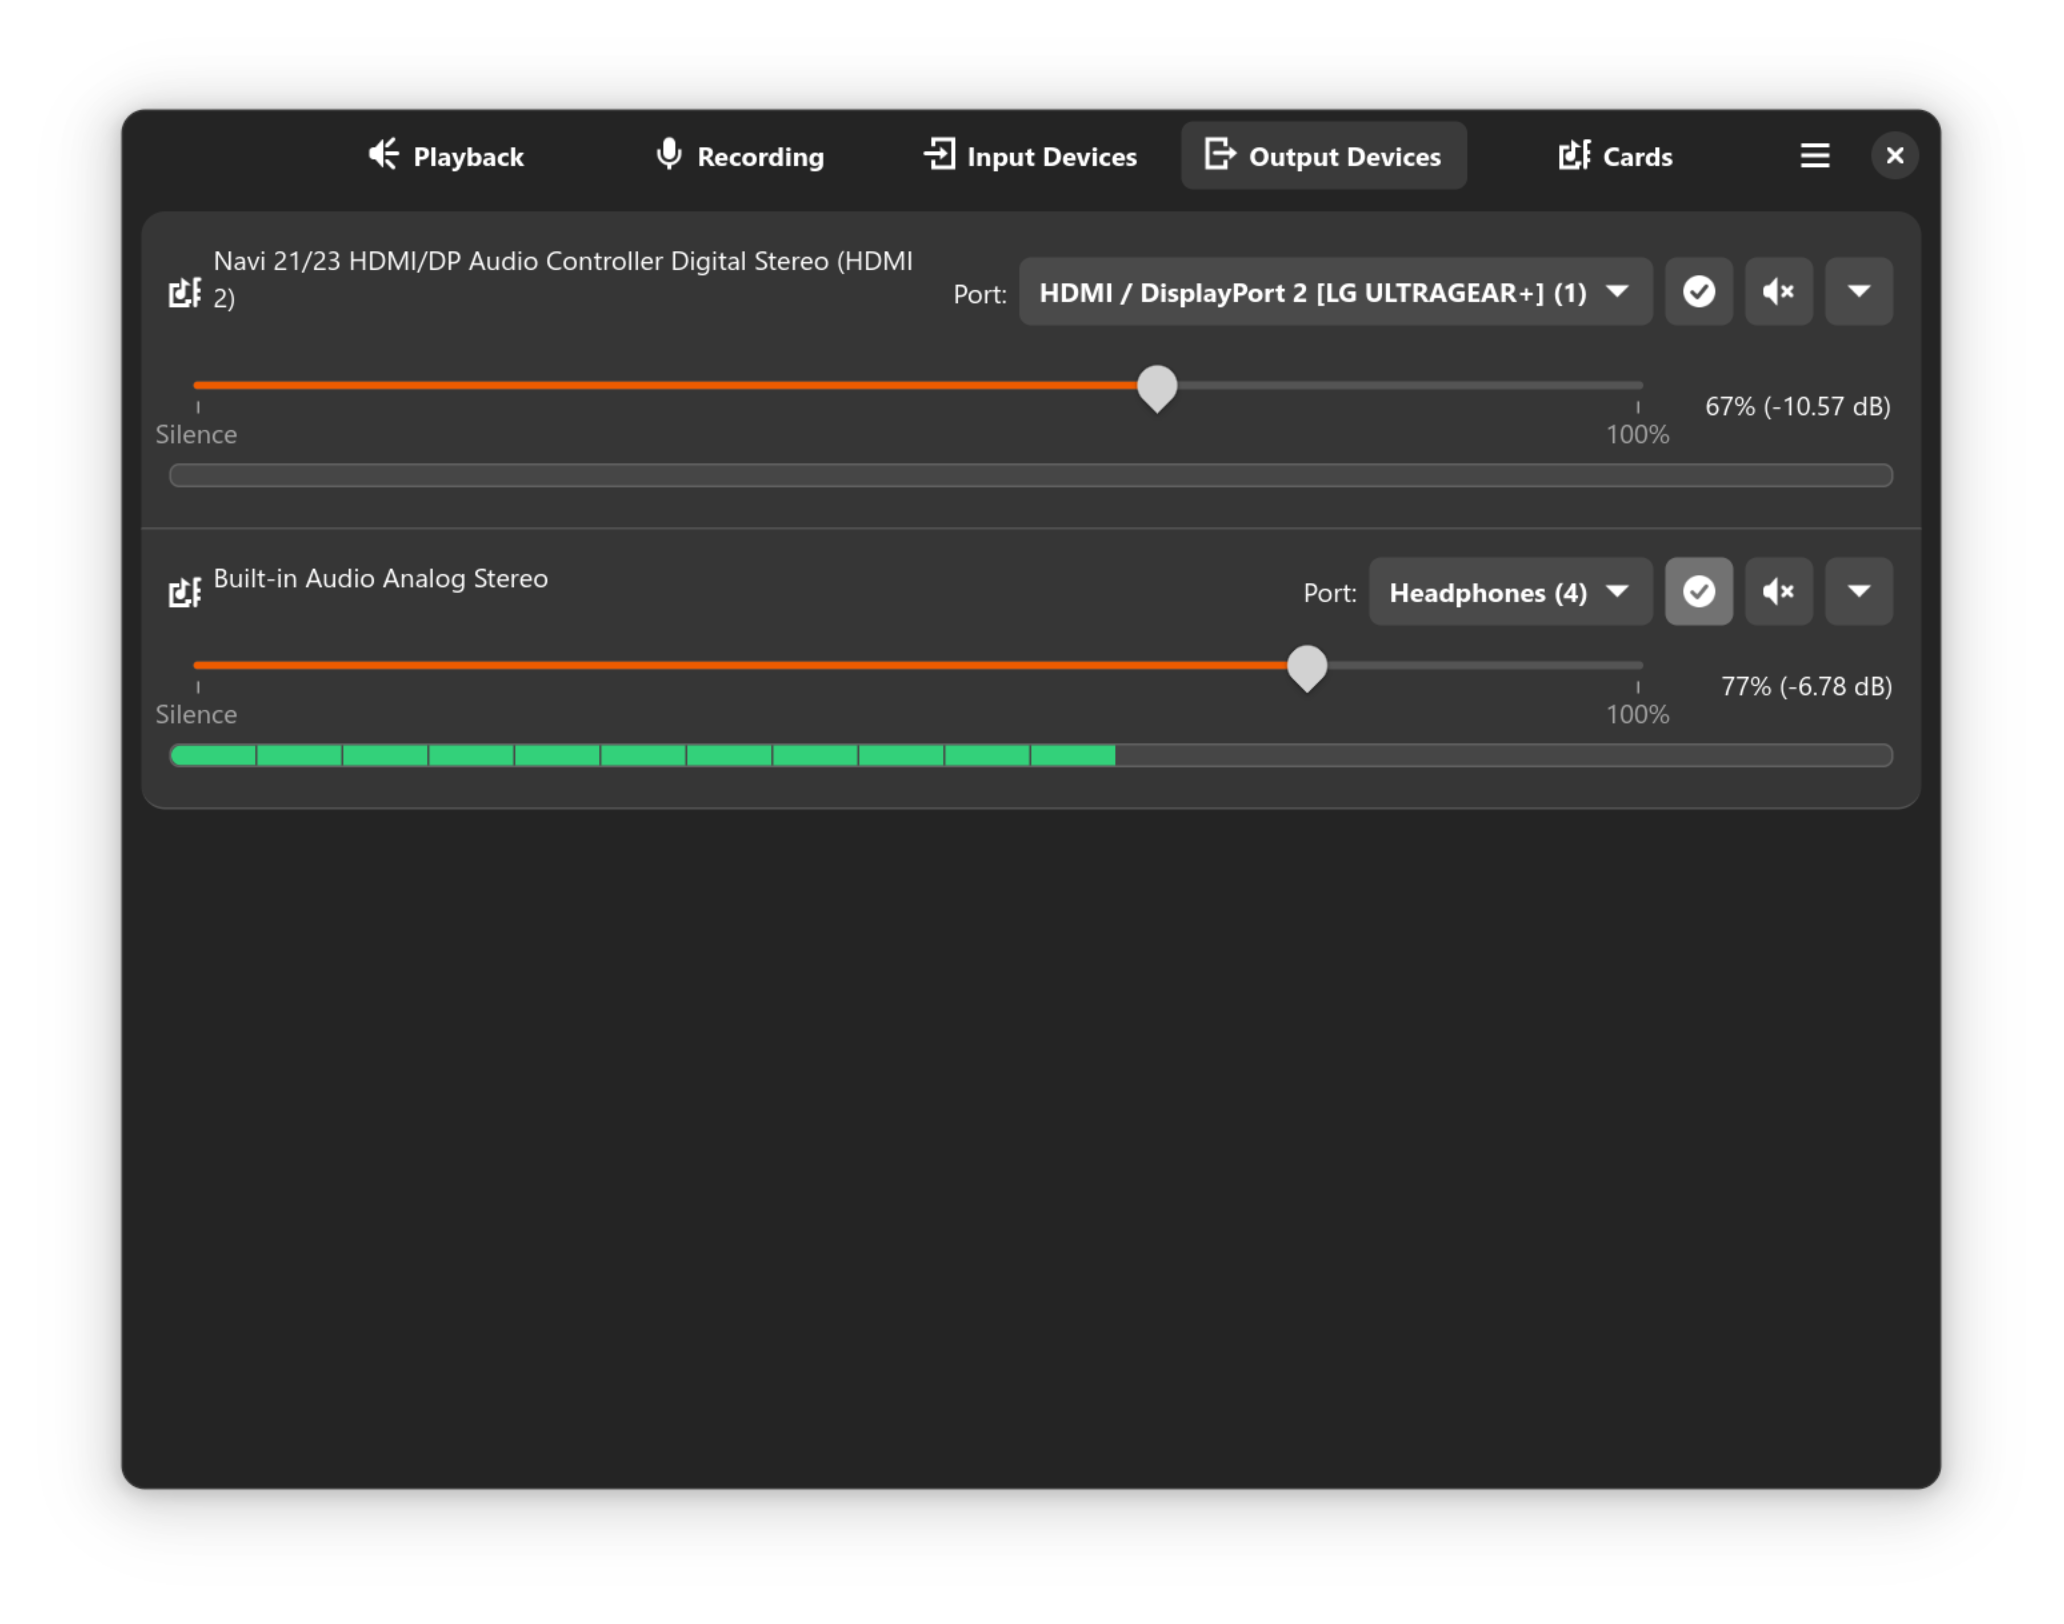 Playback Recording Input Devices Output Devices Cards
Navi 21/23 HDMI/DP Audio Controller Digital Stereo (HDMI
2)
Port: HDMI / DisplayPort 2 [LG ULTRAGEAR+] (1)
67% (-10.57 dB)
Silence 100%
Built-in Audio Analog Stereo
Port: Headphones (4)
77% (-6.78 dB)
Silence 100%